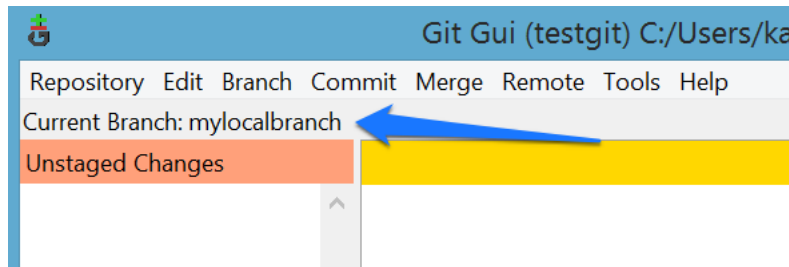 Git Gui (testgit) C:/Users/ka
Repository Edit Branch Commit Merge Remote Tools Help
Current Branch: mylocalbranch
Unstaged Changes